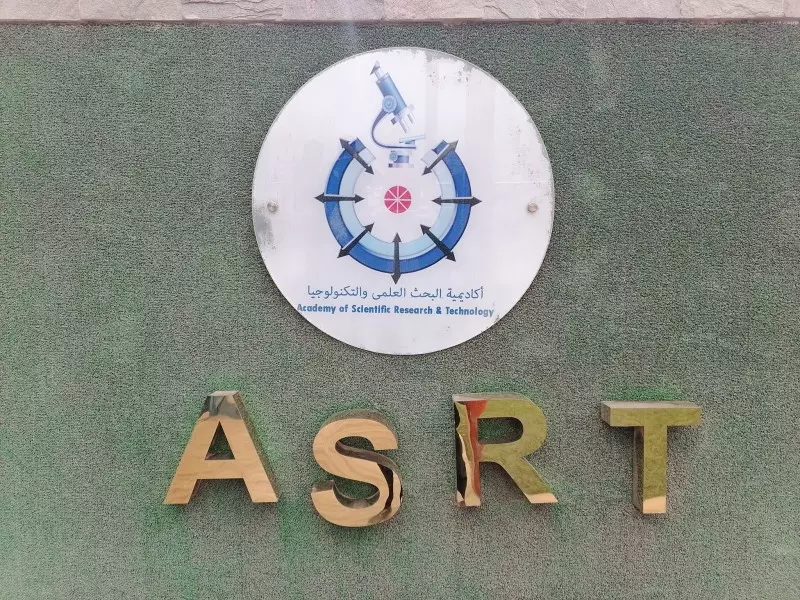 أكاديمية البحث العلمى والتكنولوجيا
Academy of Scientific Research & Technology
ASRT